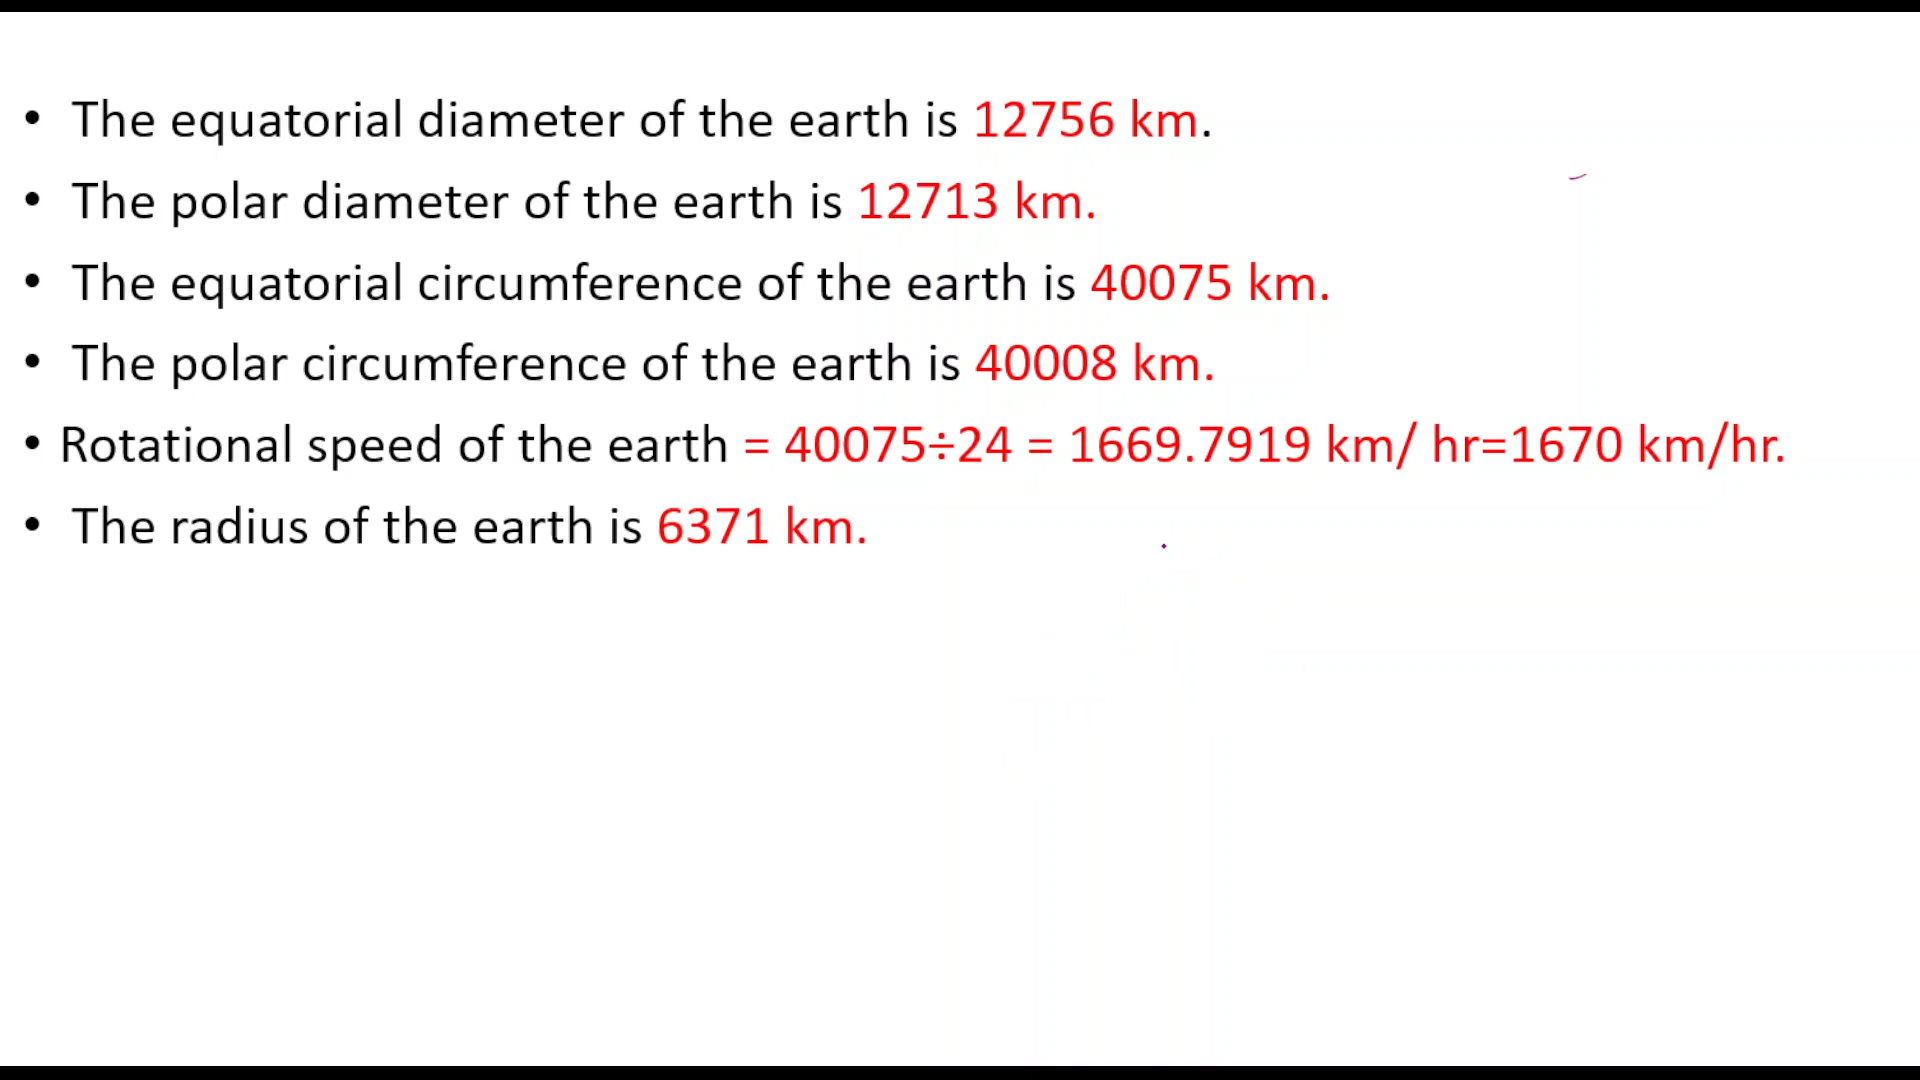 • The equatorial diameter of the earth is 12756 km.
• The polar diameter of the earth is 12713 km.
• The equatorial circumference of the earth is 40075 km.
• The polar circumference of the earth is 40008 km.
• Rotational speed of the earth = 40075÷24 = 1669.7919 km/ hr=1670 km/hr.
• The radius of the earth is 6371 km.